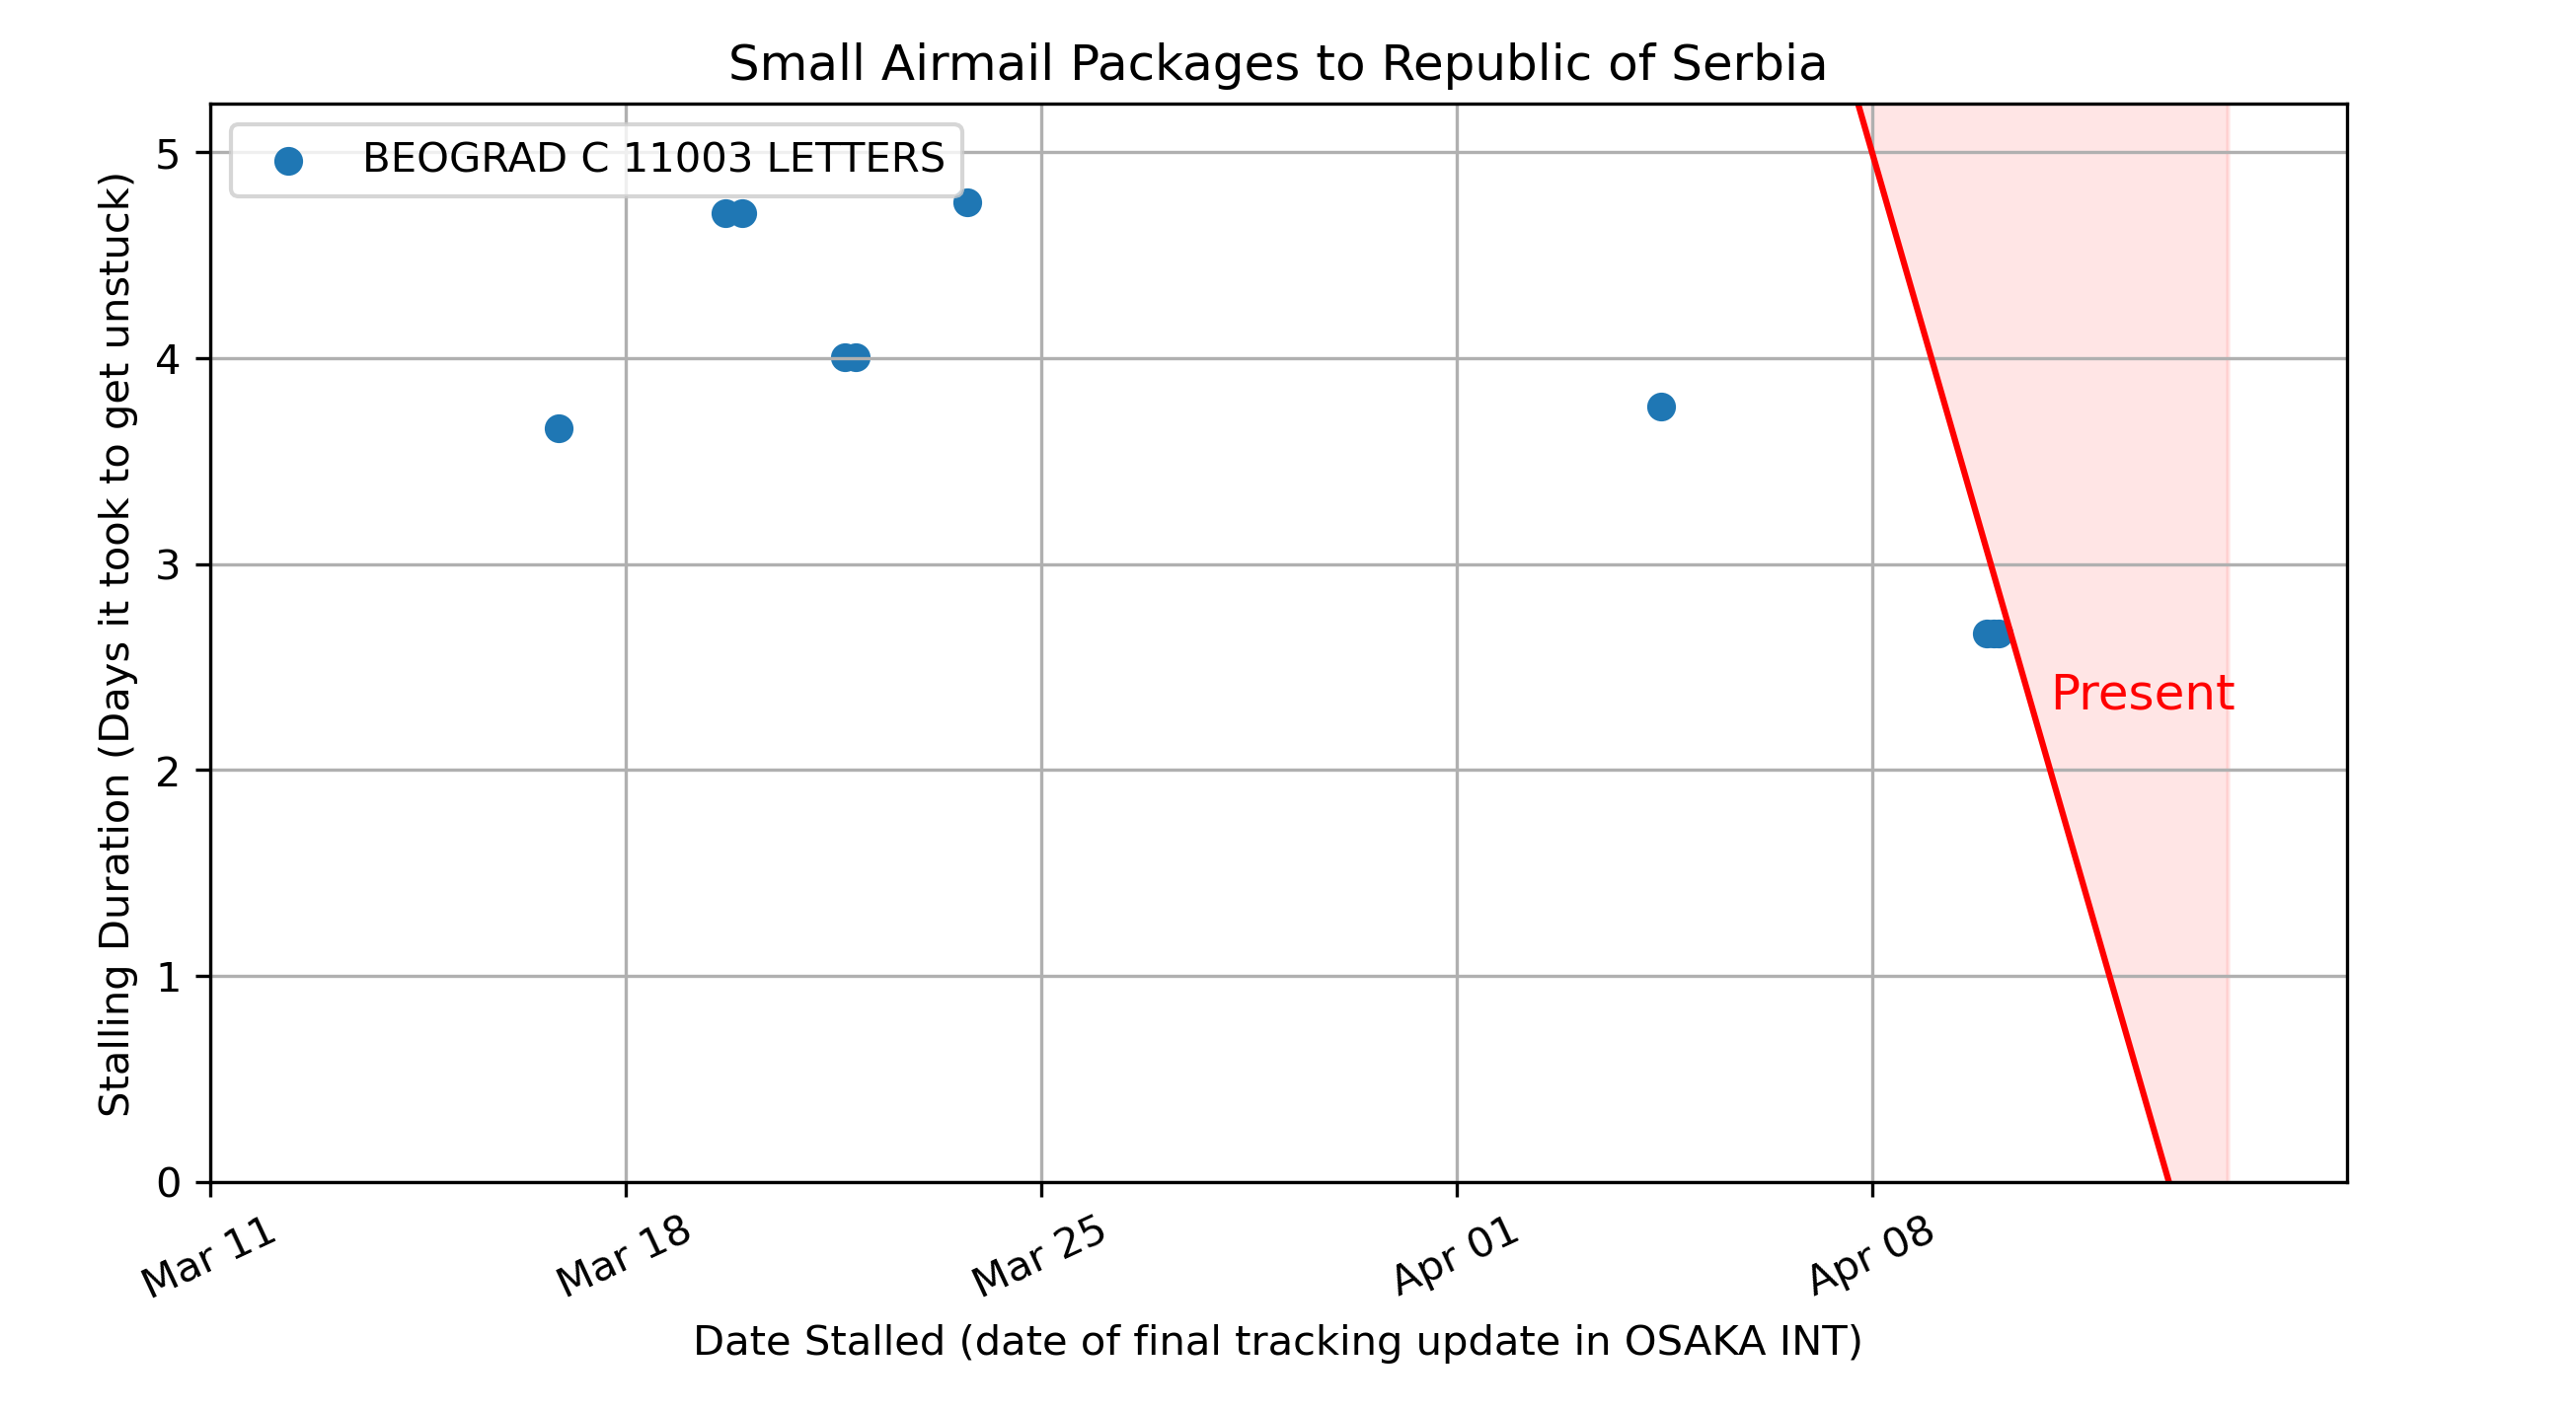 Small Airmail Packages to Republic of Serbia
BEOGRAD C 11003 LETTERS
Stalling Duration (Days it took to get unstuck)
5
4
3
2
1
0
Present
Mar 11
Mar 18
Mar 25
Apr 01
Apr 08
Date Stalled (date of final tracking update in OSAKA INT)